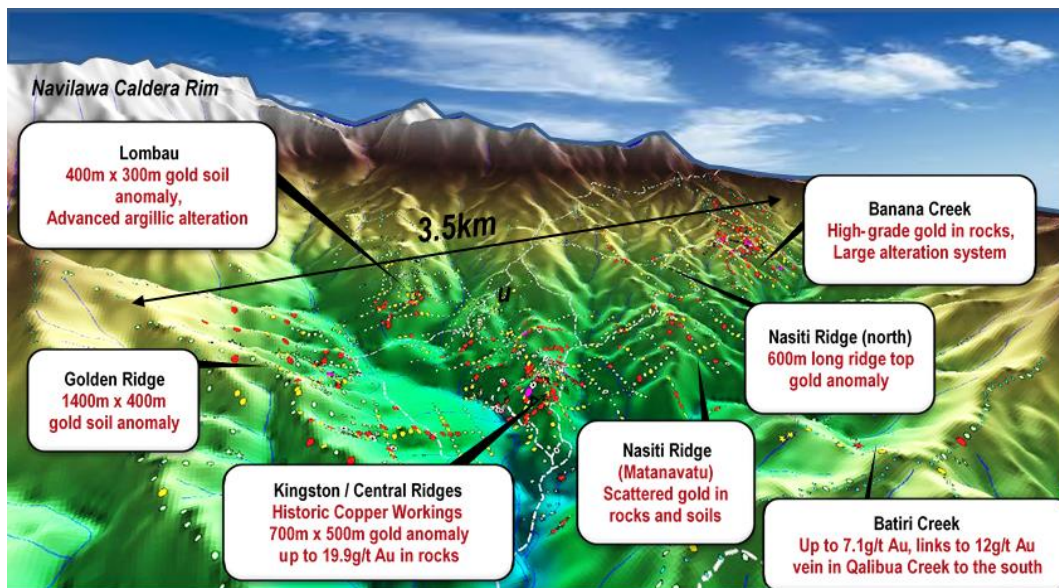 Navilawa Caldera Rim
Lombau
400m x 300m gold soil
anomaly,
Advanced argillic alteration
3.5km
Banana Creek
High-grade gold in rocks,
Large alteration system
u
Nasiti Ridge (north)
600m long ridge top
gold anomaly
Golden Ridge
1400m x 400m
gold soil anomaly
Nasiti Ridge
(Matanavatu)
Scattered gold in
rocks and soils
Kingston / Central Ridges
Historic Copper Workings
700m x 500m gold anomaly
up to 19.9g/t Au in rocks
Batiri Creek
Up to 7.1g/t Au, links to 12g/t Au
vein in Qalibua Creek to the south